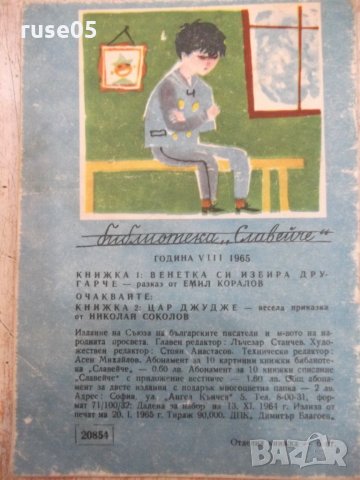 ruse05
библиотека „Славейче“
ГОДИНА VIII 1965
КНИЖКА 1: ВЕНЕТКА СИ ИЗБИРА ДРУ-
ГАРЧЕ — разказ от ЕМИЛ КОРАЛОВ
ОЧАКВАЙТЕ:
КНИЖКА 2: ЦАР ДЖУДЖЕ — весела приказка
от НИКОЛАЙ СОКОЛОВ
Издание на Съюза на българските писатели и м-вото на на-
родната просвета. Главен редактор: Лъчезар Станчев. Худо-
жествен редактор: Стоян Анастасов. Технически редактор:
Асен Михайлов. Абонамент за 10 картинни книжки библиоте-
ка „Славейче„ — 0.60 лв. Абонамент за 10 книжки списание
„Славейче“ с приложение вестниче — 1.60 лв. Общ абона-
мент за двете издания с подарък многоцветна папка — 2 лв.
Адрес: София, ул. „Ангел Кънчев“ 5. Тел. 8-00-31,
формат 71/100/32: Дадена за набор на 13. XI. 1964 г. Излиза от
печат на 20. I. 1965 г. Тираж 90,000. ДПК „Димитър Благоев„
20854
Отделна книжка
bazar.bg